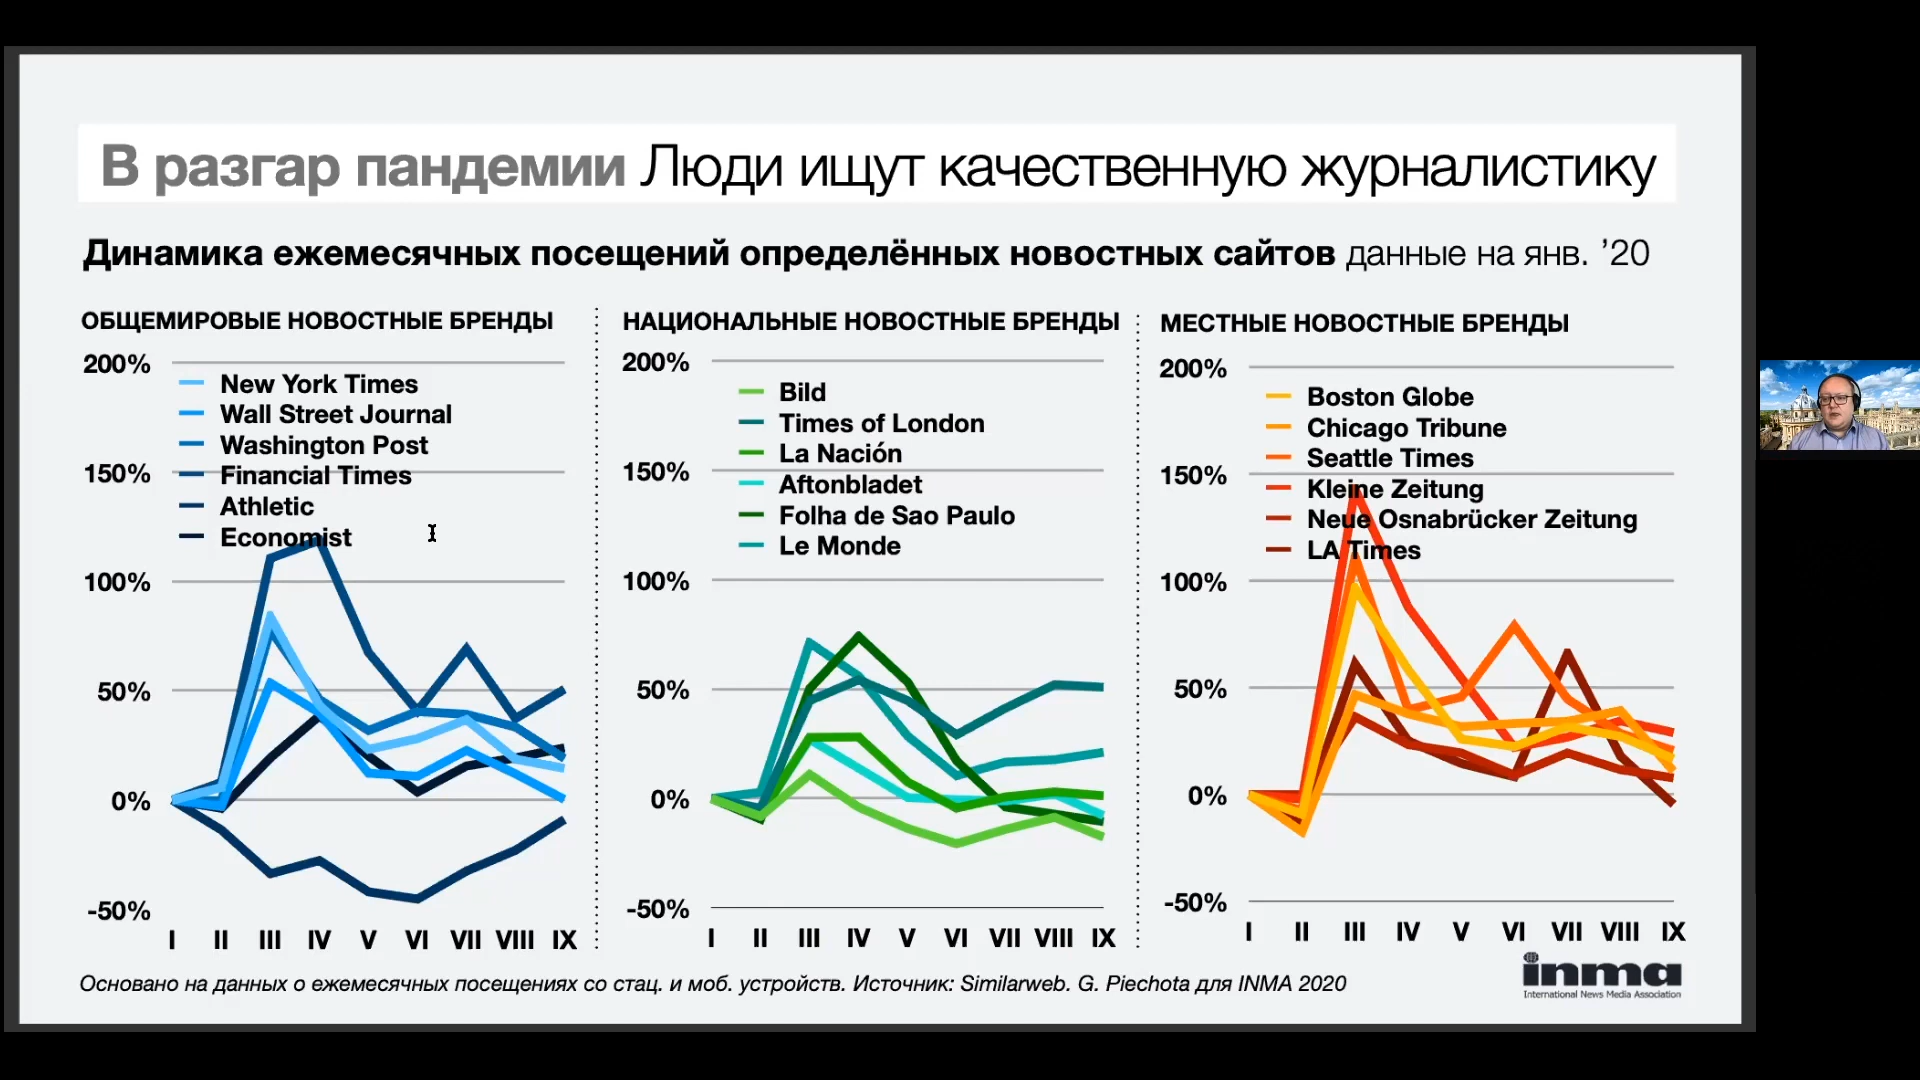 В разгар пандемии Люди ищут качественную журналистику
Динамика ежемесячных посещений определённых новостных сайтов данные на янв. ’20
ОБЩЕМИРОВЫЕ НОВОСТНЫЕ БРЕНДЫ
200%
150%
100%
50%
0%
-50%
New York Times
Wall Street Journal
Washington Post
Financial Times
Athletic
Economist
I II III IV V VI VII VIII IX
НАЦИОНАЛЬНЫЕ НОВОСТНЫЕ БРЕНДЫ
200%
150%
100%
50%
0%
-50%
Bild
Times of London
La Nación
Aftonbladet
Folha de Sao Paulo
Le Monde
I II III IV V VI VII VIII IX
МЕСТНЫЕ НОВОСТНЫЕ БРЕНДЫ
200%
150%
100%
50%
0%
-50%
Boston Globe
Chicago Tribune
Seattle Times
Kleine Zeitung
Neue Osnabrücker Zeitung
LA Times
I II III IV V VI VII VIII IX
Основано на данных о ежемесячных посещениях со стац. и моб. устройств. Источник: Similarweb. G. Piechota для INMA 2020
inma
International News Media Association